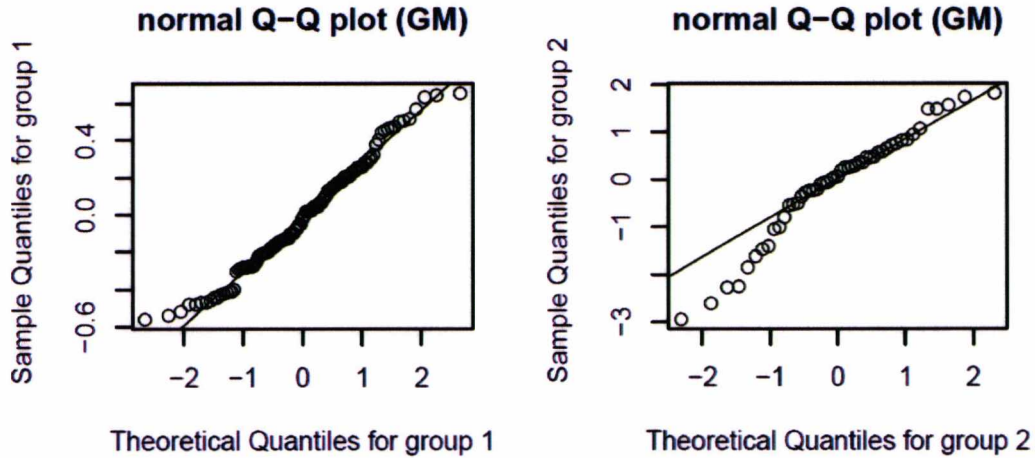 normal Q−Q plot (GM)
Sample Quantiles for group 1
0.4
0.0
−0.6
−2 −1 0 1 2
Theoretical Quantiles for group 1
normal Q−Q plot (GM)
Sample Quantiles for group 2
2
1
0
−1
−3
−2 −1 0 1 2
Theoretical Quantiles for group 2